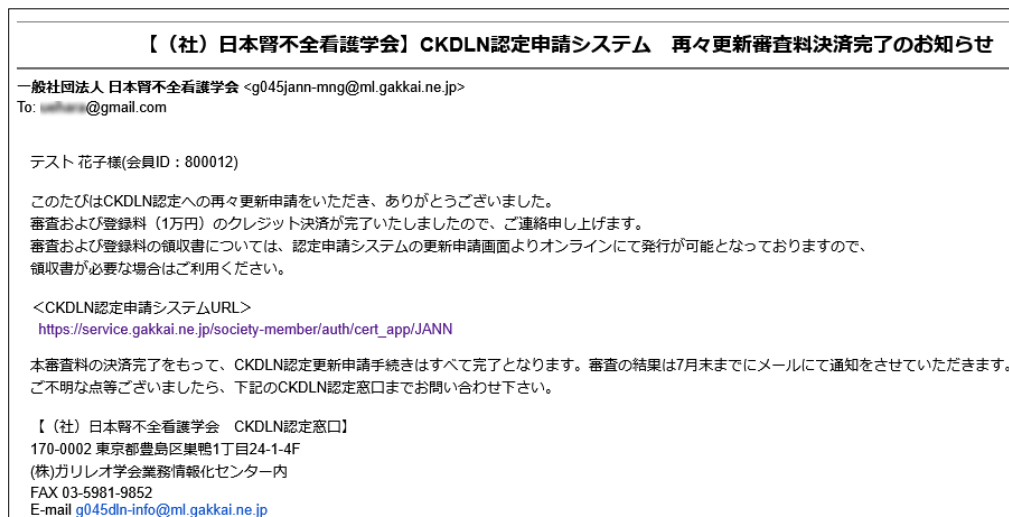 【（社）日本腎不全看護学会】CKDLN認定申請システム　再々更新審査料決済完了のお知らせ
一般社団法人 日本腎不全看護学会 <g045jann-mng@ml.gakkai.ne.jp>
To: @gmail.com
テスト 花子様(会員ID：800012)
このたびはCKDLN認定への再々更新申請をいただき、ありがとうございました。
審査および登録料（1万円）のクレジット決済が完了いたしましたので、ご連絡申し上げます。
審査および登録料の領収書については、認定申請システムの更新申請画面よりオンラインにて発行が可能となっておりますので、
領収書が必要な場合はご利用ください。
＜CKDLN認定申請システムURL＞
https://service.gakkai.ne.jp/society-member/auth/cert_app/JANN
本審査料の決済完了をもって、CKDLN認定更新申請手続きはすべて完了となります。審査の結果は7月末までにメールにて通知をさせていただきます。
ご不明な点等ございましたら、下記のCKDLN認定窓口までお問い合わせ下さい。
【（社）日本腎不全看護学会　CKDLN認定窓口】
170-0002 東京都豊島区巣鴨1丁目24-1-4F
(株)ガリレオ学会業務情報化センター内
FAX 03-5981-9852
E-mail g045dln-info@ml.gakkai.ne.jp